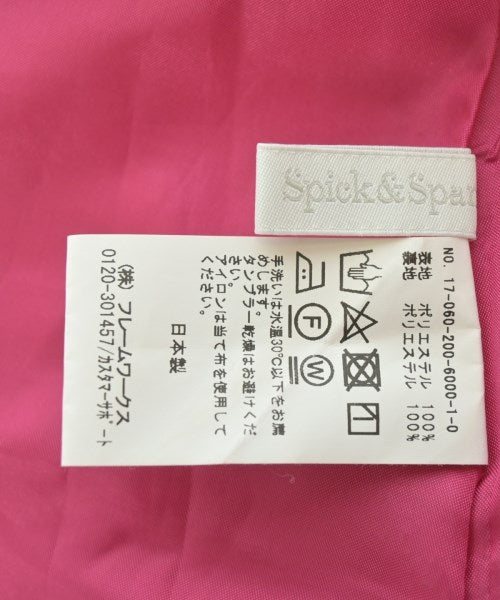 Spick&Span
NO. 17-060-200-6000-1-0
表地 ポリエステル 100%
裏地 ポリエステル 100%
F
W
手洗いは水温30℃以下をお薦
めします。
タンブラー乾燥はお避けくだ
さい。
アイロンは当て布を使用して
ください。
日本製
(株) フレームワークス
0120-301457/カスタマーサポート